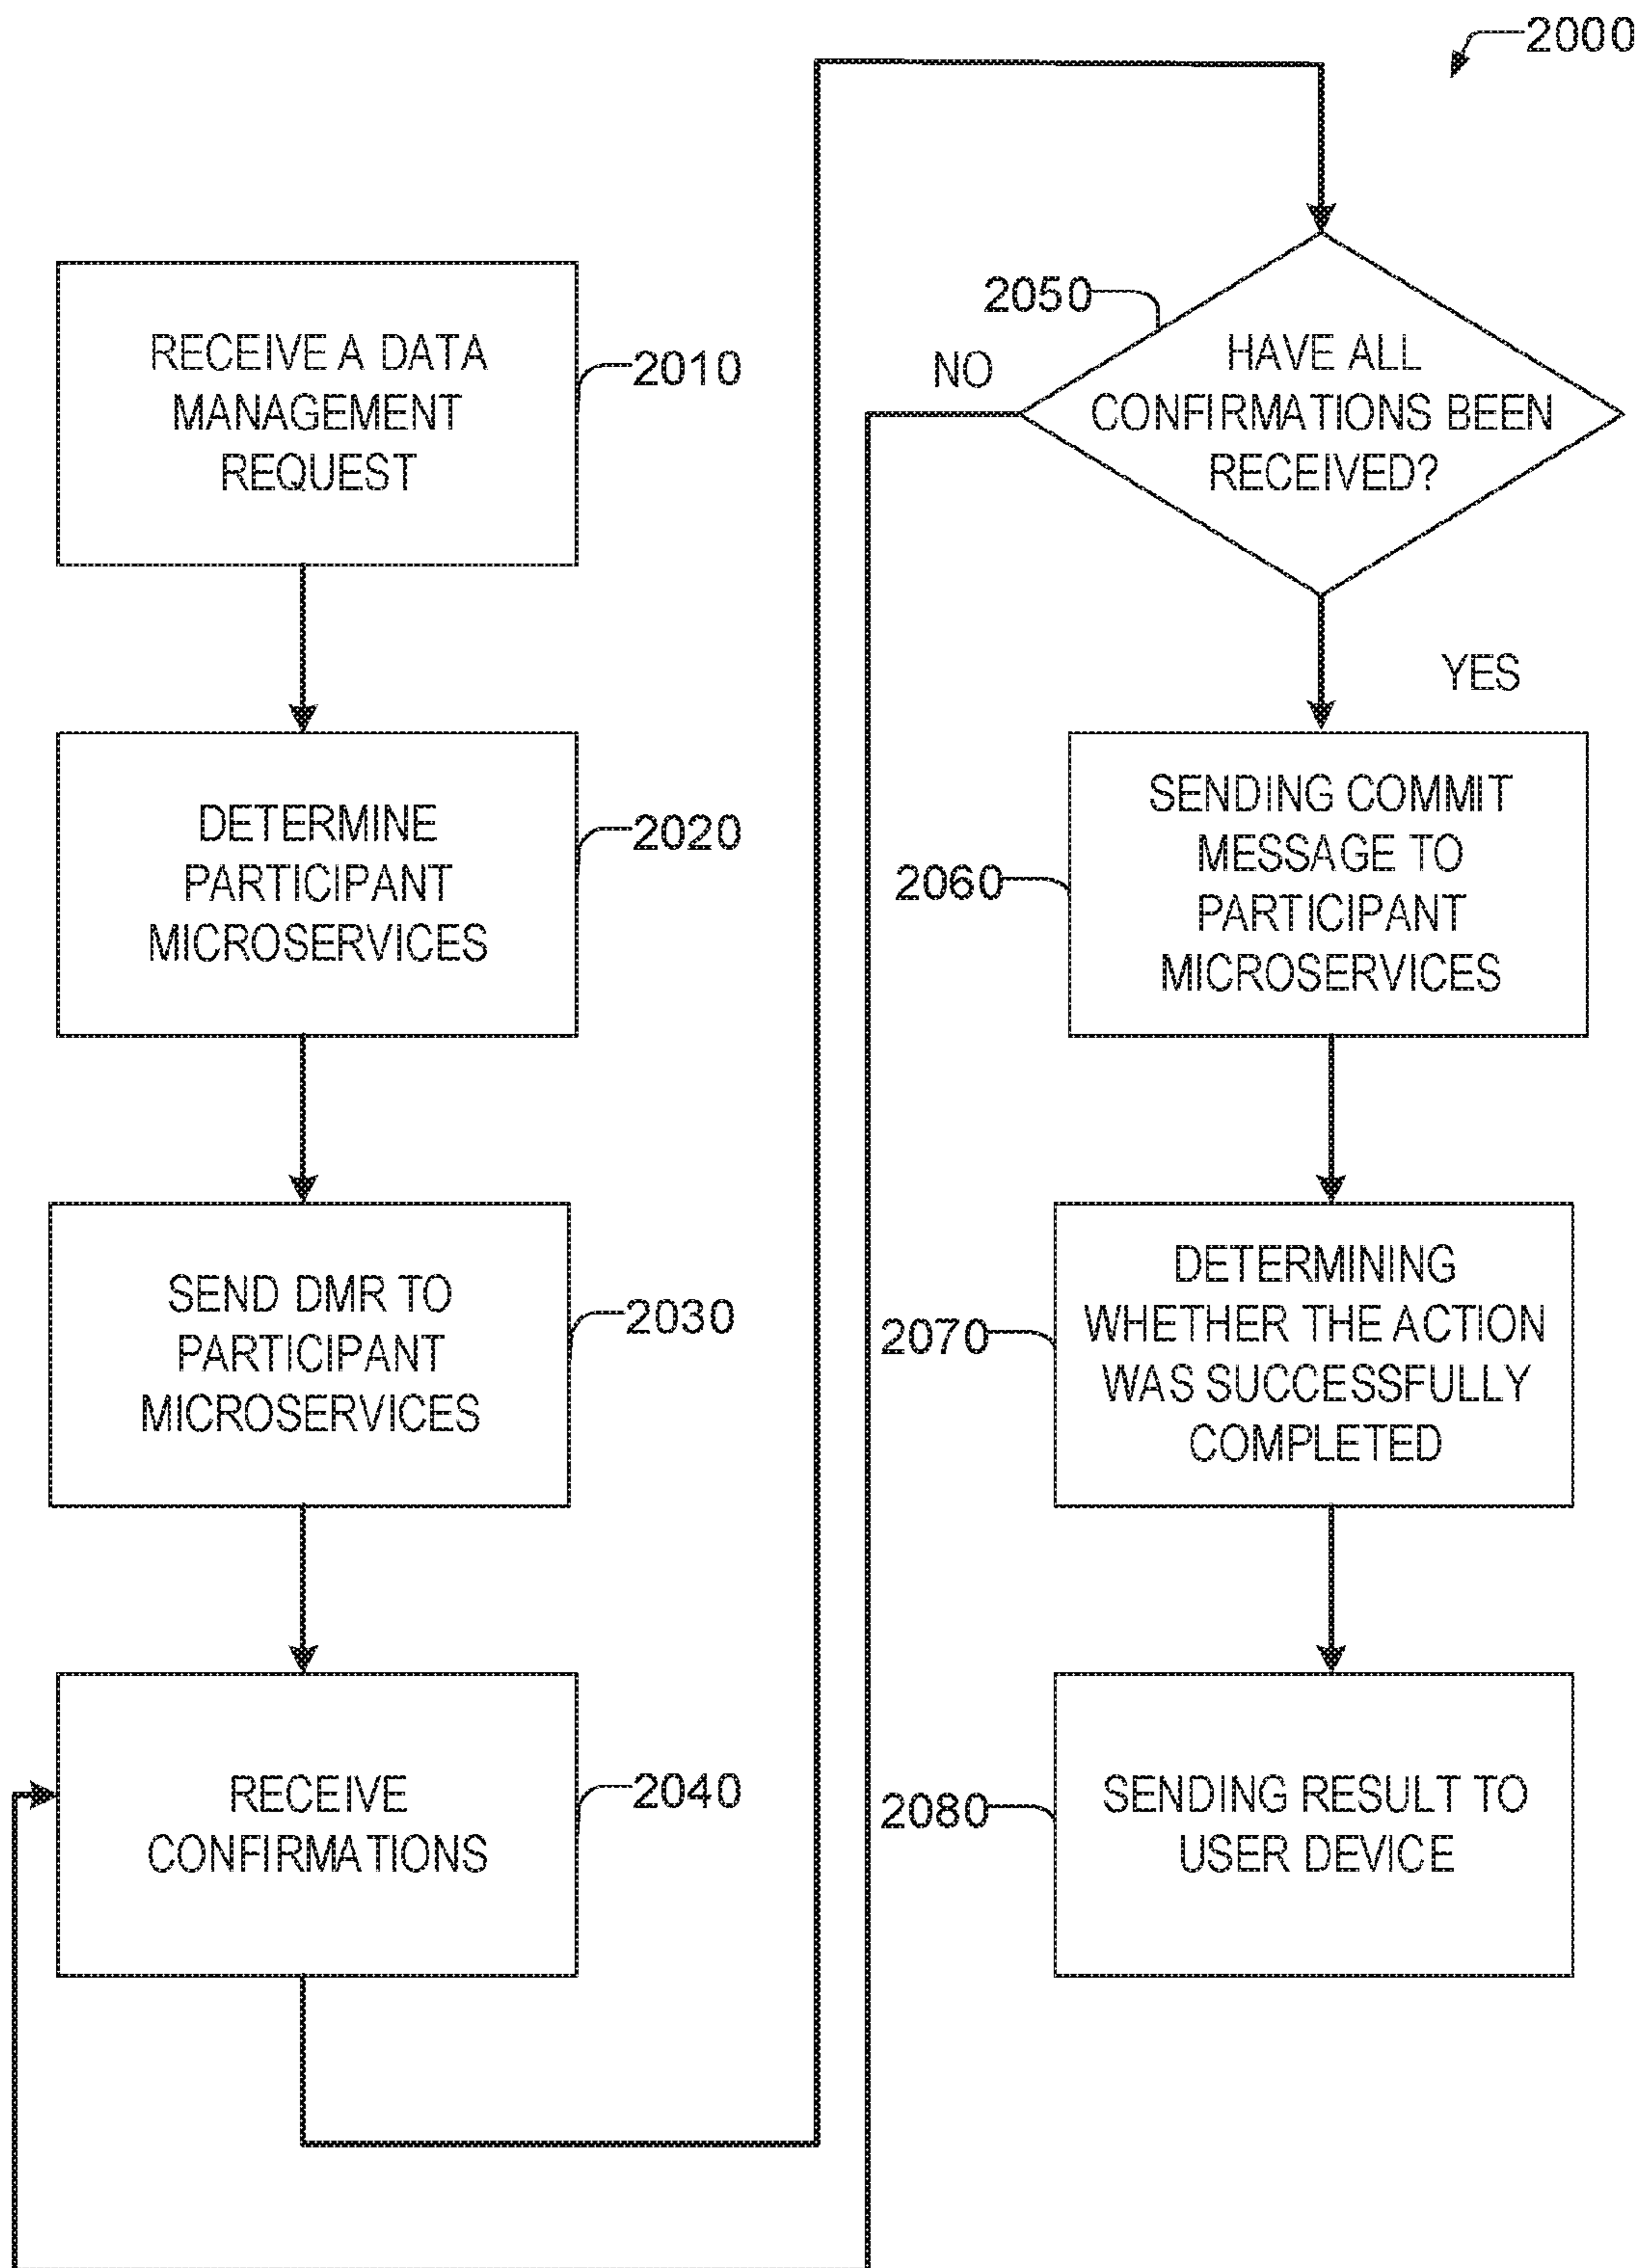 2000
RECEIVE A DATA
MANAGEMENT
REQUEST
2010
DETERMINE
PARTICIPANT
MICROSERVICES
2020
SEND DMR TO
PARTICIPANT
MICROSERVICES
2030
RECEIVE
CONFIRMATIONS
2040
2050
HAVE ALL
CONFIRMATIONS BEEN
RECEIVED?
NO
YES
SENDING COMMIT
MESSAGE TO
PARTICIPANT
MICROSERVICES
2060
DETERMINING
WHETHER THE ACTION
WAS SUCCESSFULLY
COMPLETED
2070
SENDING RESULT TO
USER DEVICE
2080